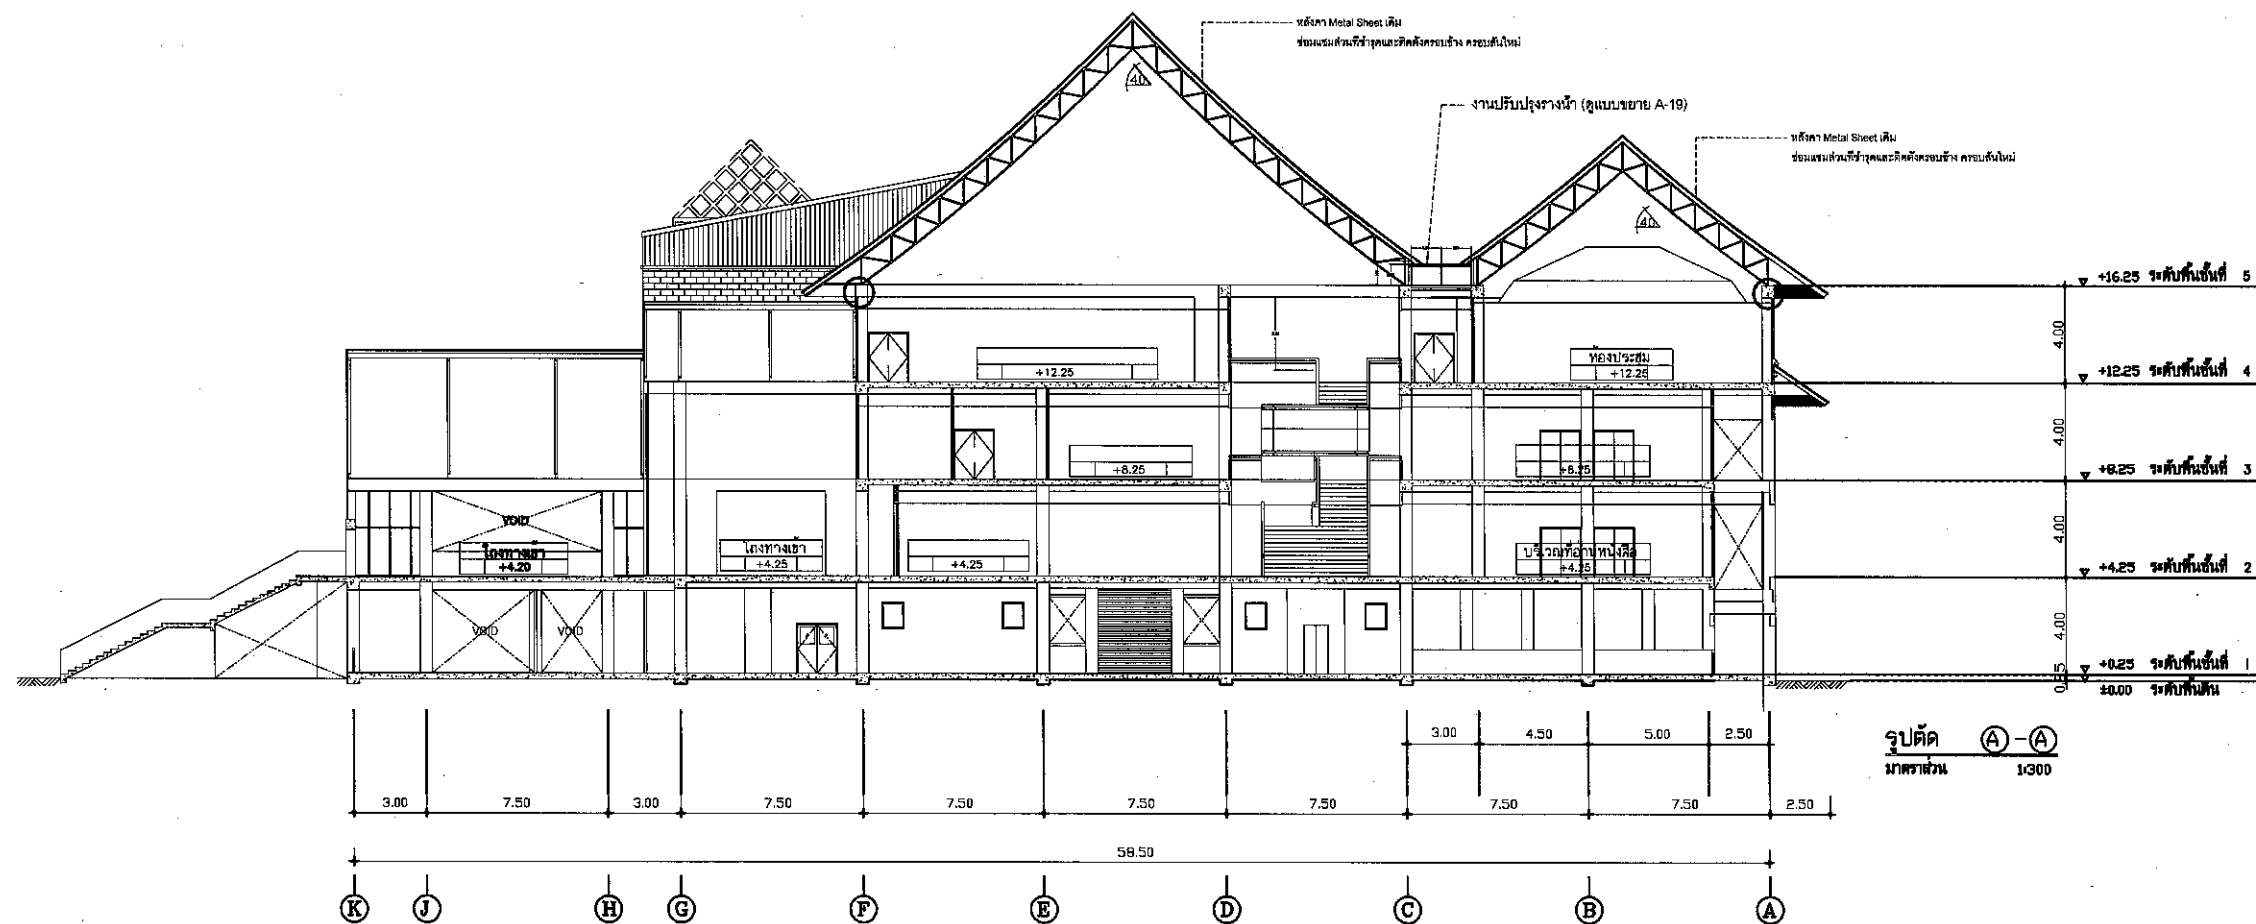 หลังคา Metal Sheet เดิม
ซ่อมแซมส่วนที่ชำรุดและติดตั้งครอบข้าง ครอบสันใหม่
40
งานปรับปรุงรางน้ำ (ดูแบบขยาย A-19)
หลังคา Metal Sheet เดิม
ซ่อมแซมส่วนที่ชำรุดและติดตั้งครอบข้าง ครอบสันใหม่
40
+16.25 ระดับพื้นชั้นที่ 5
4.00
ห้องประชุม
+12.25
+12.25
+12.25 ระดับพื้นชั้นที่ 4
4.00
+8.25
+8.25
+8.25 ระดับพื้นชั้นที่ 3
4.00
VOID
โถงทางเข้า
+4.20
โถงทางเข้า
+4.25
+4.25
บริเวณที่อ่านหนังสือ
+4.25
+4.25 ระดับพื้นชั้นที่ 2
4.00
VOID VOID
+0.25 ระดับพื้นชั้นที่ 1
±0.00 ระดับพื้นดิน
3.00 4.50 5.00 2.50
รูปตัด A-A
มาตราส่วน 1:300
3.00 7.50 3.00 7.50 7.50 7.50 7.50 7.50 7.50 2.50
58.50
K J H G F E D C B A